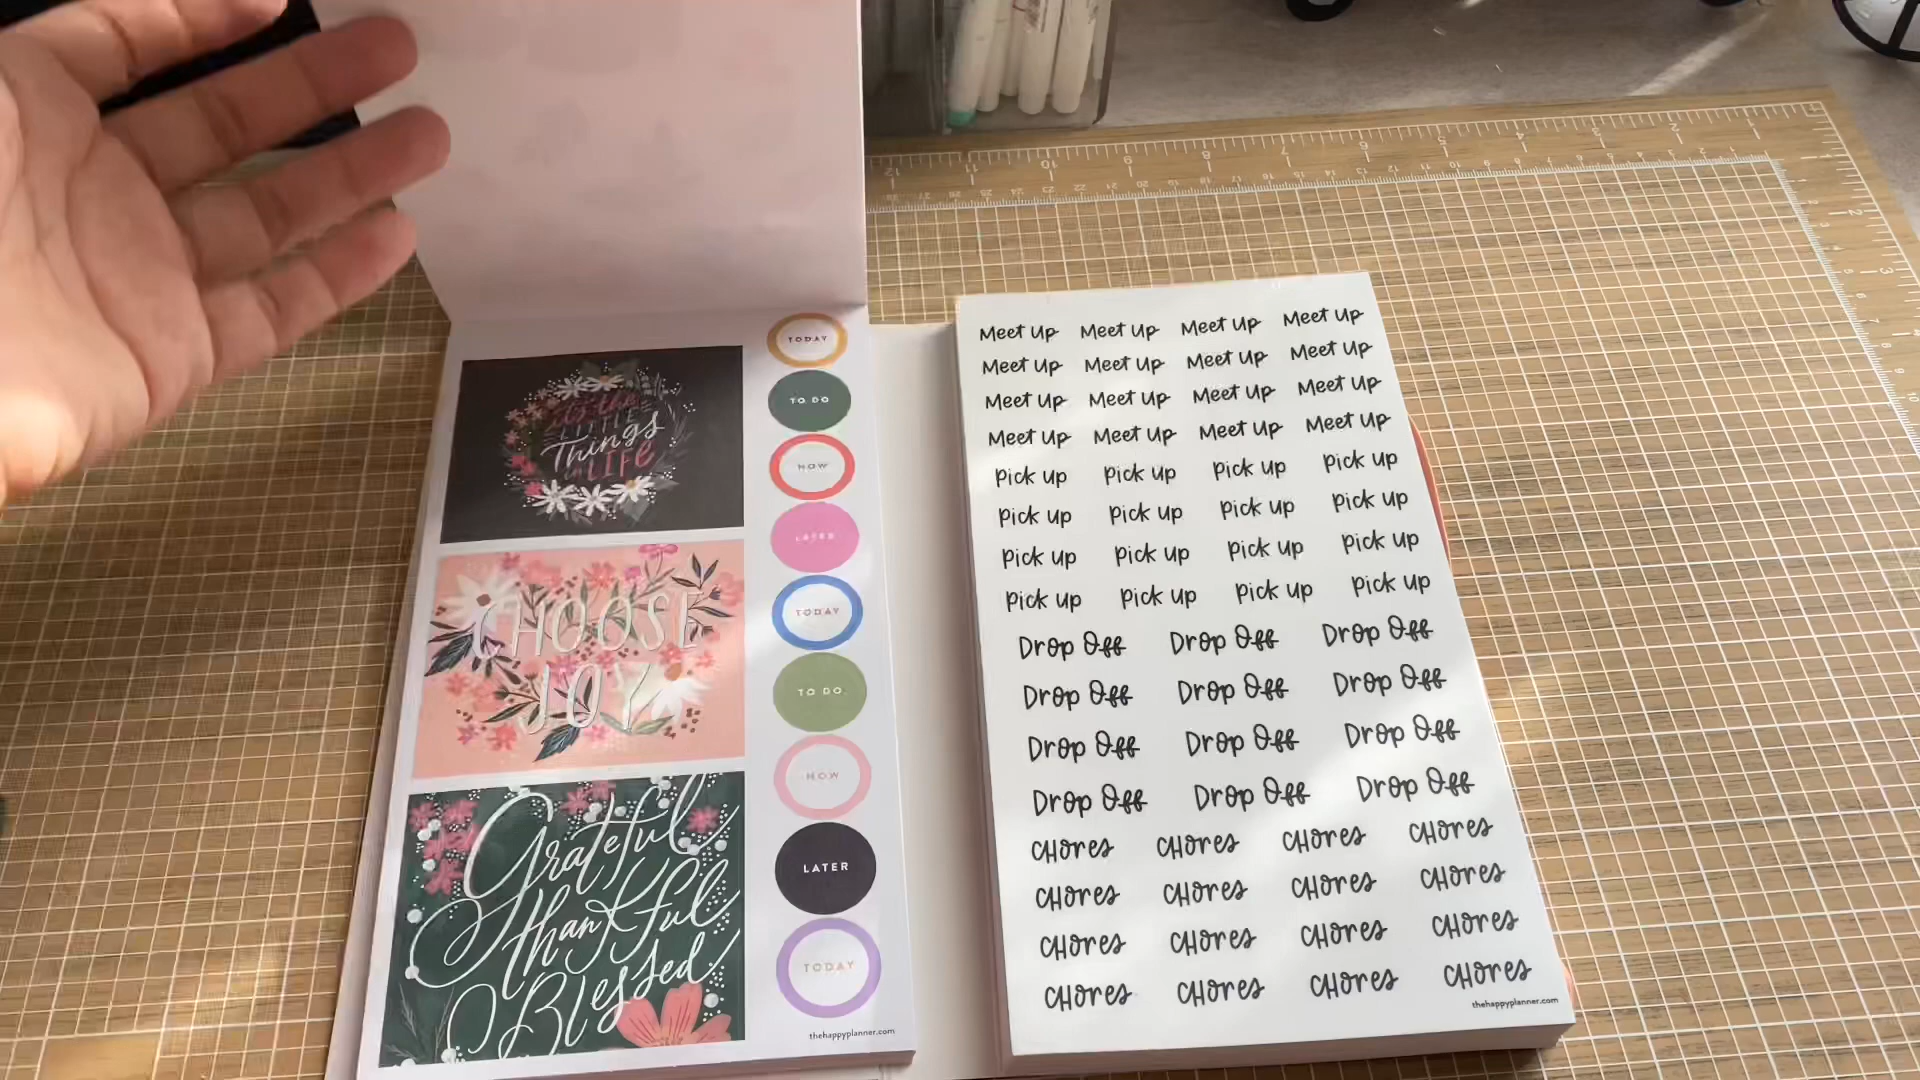 it's the
LITTLE
Things
in LIFE
CHOOSE
JOY
Grateful
thankful
Blessed
TODAY
TO DO
NOW
LATER
TODAY
TO DO
NOW
LATER
TODAY
thehappyplanner.com
Meet Up Meet Up Meet Up Meet Up
Meet Up Meet Up Meet Up Meet Up
Meet Up Meet Up Meet Up Meet Up
Meet Up Meet Up Meet Up Meet Up
Pick up Pick up Pick up Pick up
Pick up Pick up Pick up Pick up
Pick up Pick up Pick up Pick up
Pick up Pick up Pick up Pick up
Drop Off Drop Off Drop Off
Drop Off Drop Off Drop Off
Drop Off Drop Off Drop Off
Drop Off Drop Off Drop Off
CHores CHores CHores CHores
CHores CHores CHores CHores
CHores CHores CHores CHores
CHores CHores CHores CHores
thehappyplanner.com